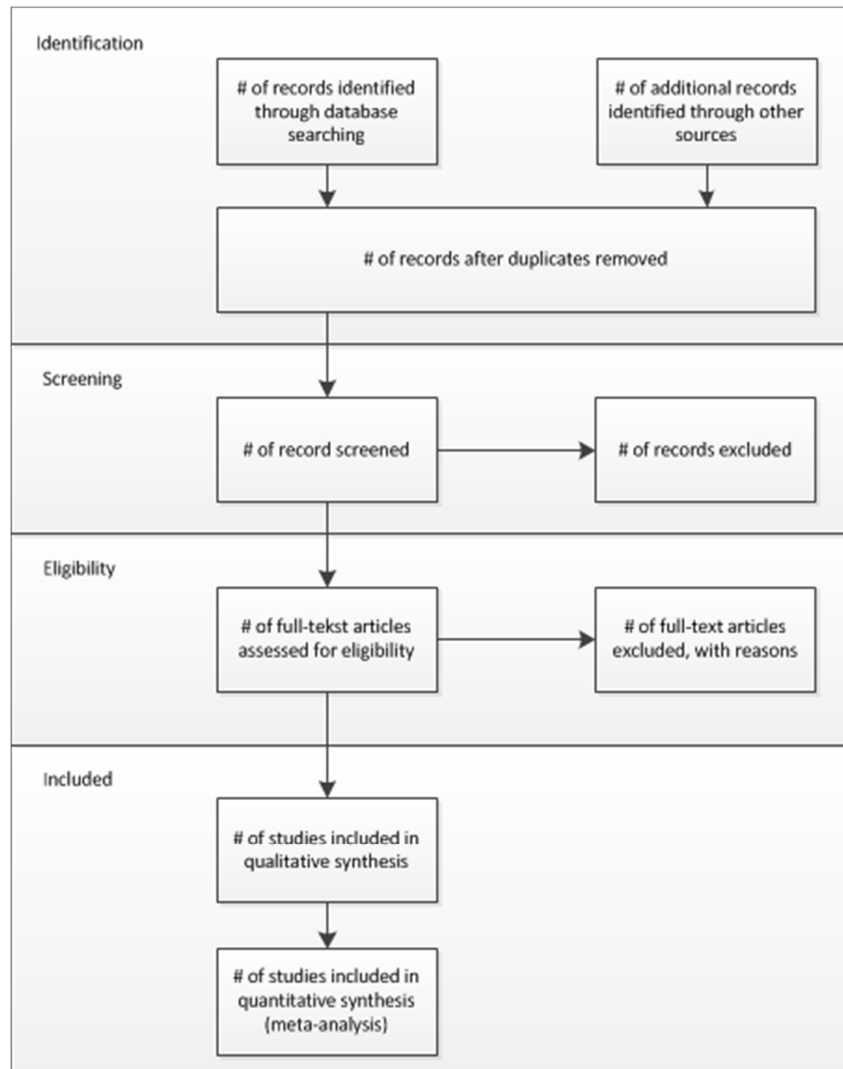 Identification
# of records identified
through database
searching
# of additional records
identified through other
sources
# of records after duplicates removed
Screening
# of record screened
# of records excluded
Eligibility
# of full-tekst articles
assessed for eligibility
# of full-text articles
excluded, with reasons
Included
# of studies included in
qualitative synthesis
# of studies included in
quantitative synthesis
(meta-analysis)